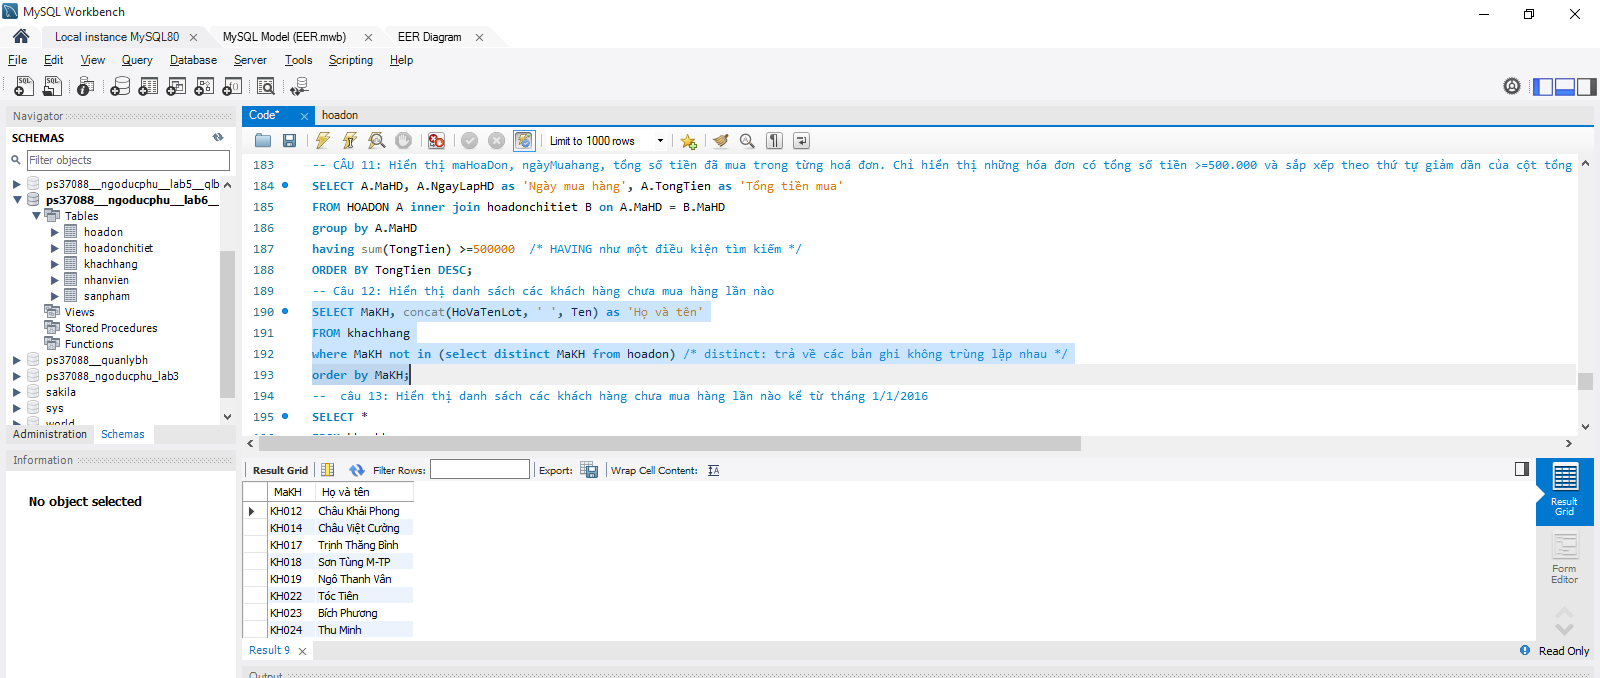 MySQL Workbench
Local instance MySQL80
MySQL Model (EER.mwb)
EER Diagram
File Edit View Query Database Server Tools Scripting Help
Navigator
SCHEMAS
Filter objects
ps37088__ngoducphu__lab5__qlb
ps37088__ngoducphu__lab6__
Tables
hoadon
hoadonchitiet
khachhang
nhanvien
sanpham
Views
Stored Procedures
Functions
ps37088__quanlybh
ps37088_ngoducphu_lab3
sakila
sys
world
Administration Schemas
Information
No object selected
Code* hoadon
Limit to 1000 rows
183 -- CÂU 11: Hiển thị maHoaDon, ngàyMuahang, tổng số tiền đã mua trong từng hoá đơn. Chỉ hiển thị những hóa đơn có tổng số tiền >=500.000 và sắp xếp theo thứ tự giảm dần của cột tổng
184 SELECT A.MaHD, A.NgayLapHD as 'Ngày mua hàng', A.TongTien as 'Tổng tiền mua'
185 FROM HOADON A inner join hoadonchitiet B on A.MaHD = B.MaHD
186 group by A.MaHD
187 having sum(TongTien) >=500000 /* HAVING như một điều kiện tìm kiếm */
188 ORDER BY TongTien DESC;
189 -- Câu 12: Hiển thị danh sách các khách hàng chưa mua hàng lần nào
190 SELECT MaKH, concat(HoVaTenLot, ' ', Ten) as 'Họ và tên'
191 FROM khachhang
192 where MaKH not in (select distinct MaKH from hoadon) /* distinct: trả về các bản ghi không trùng lặp nhau */
193 order by MaKH;
194 -- câu 13: Hiển thị danh sách các khách hàng chưa mua hàng lần nào kể từ tháng 1/1/2016
195 SELECT *
Result Grid Filter Rows: Export: Wrap Cell Content:
MaKH Họ và tên
KH012 Châu Khải Phong
KH014 Châu Việt Cường
KH017 Trịnh Thăng Bình
KH018 Sơn Tùng M-TP
KH019 Ngô Thanh Vân
KH022 Tóc Tiên
KH023 Bích Phương
KH024 Thu Minh
Result
Grid
Form
Editor
Result 9
Read Only
Output